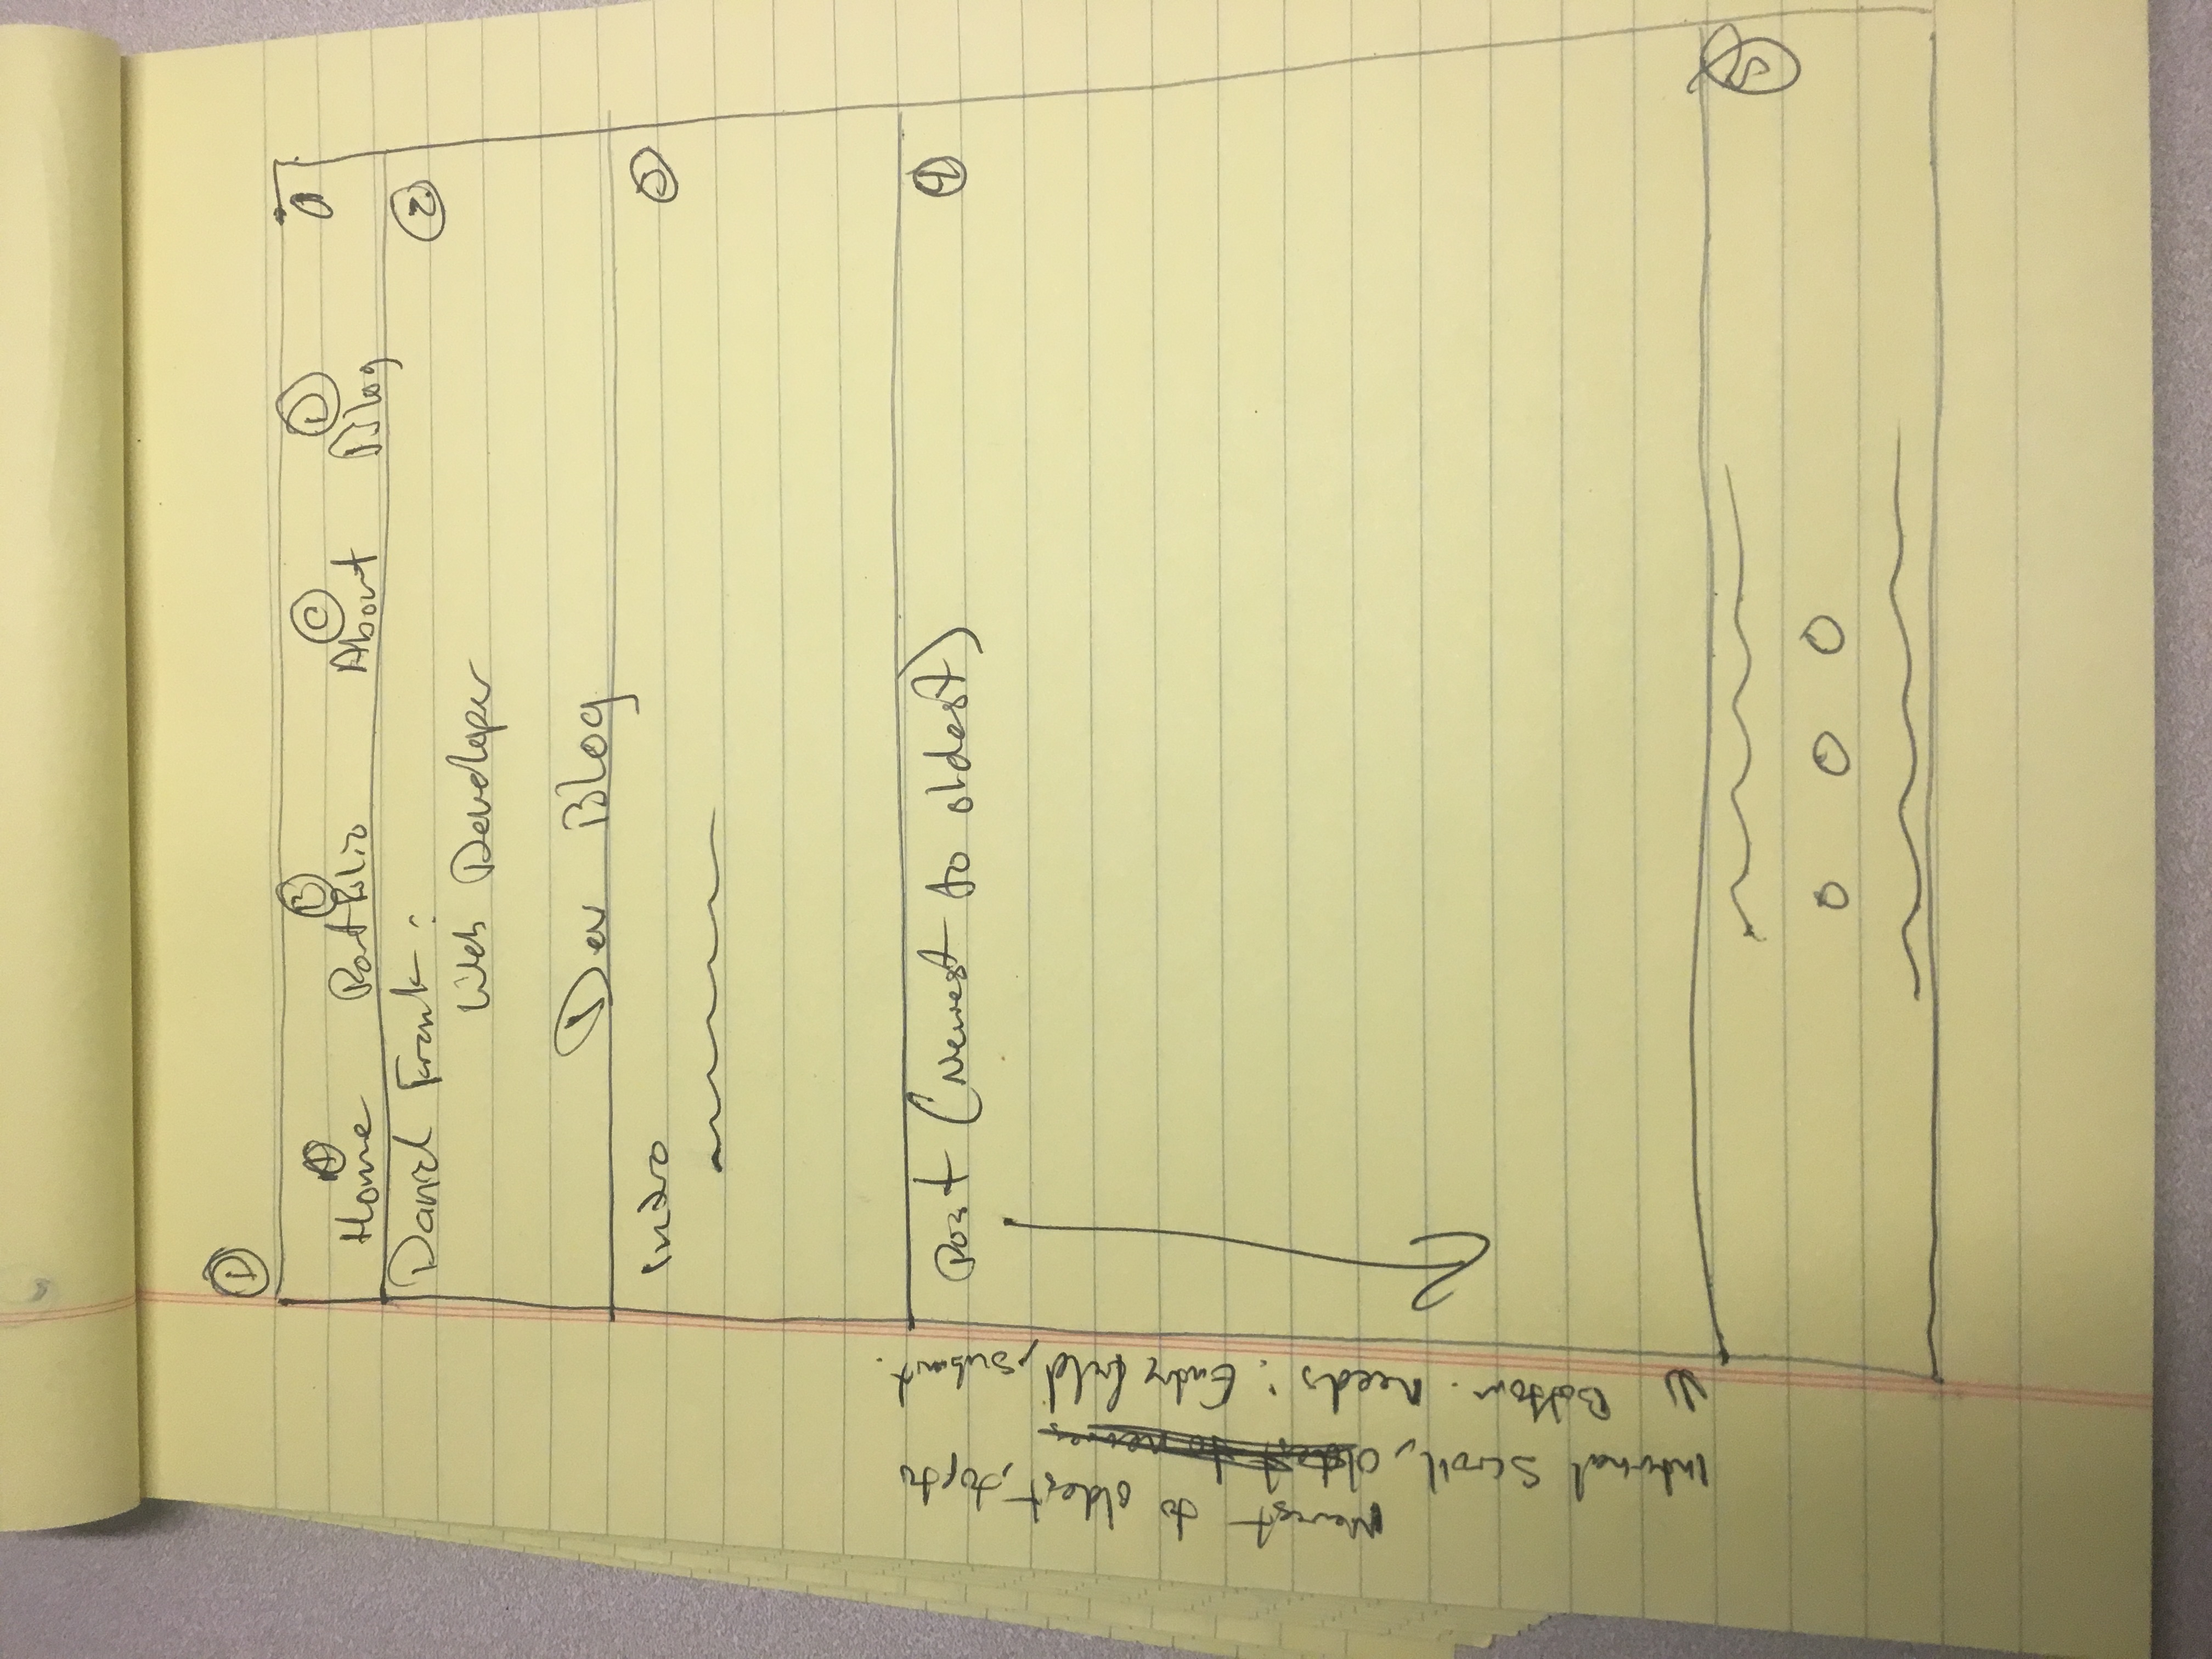 D
A B C D 1
Home Portfolio About Blog
Daniel Frank: 2
Web Developer
Dev Blog
Intro 3
Post (Newest to oldest) 4
5
Newest to oldest, top to
Internal Scroll,
Bottom. Needs: Entry field, submit.